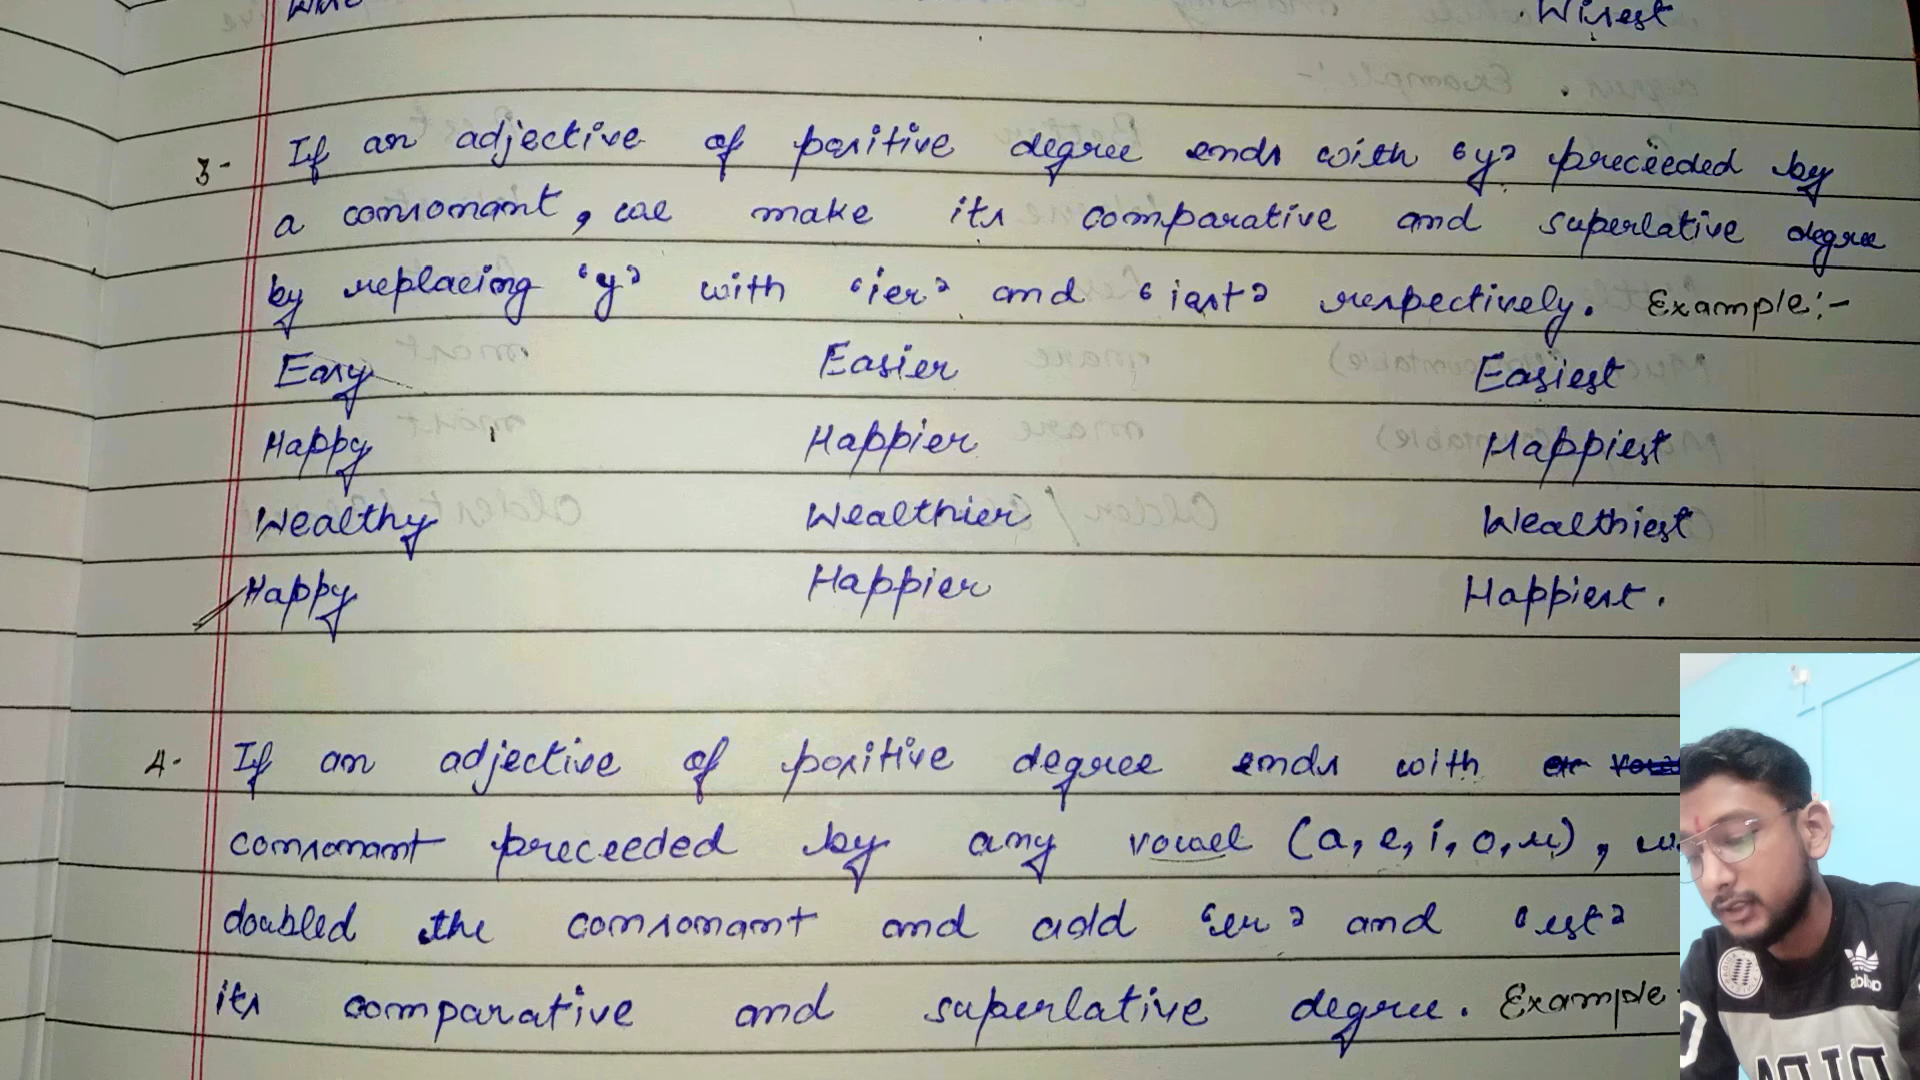 Wisest
3- If an adjective of positive degree ends with 'y' preceeded by
a consonant, we make its comparative and superlative degree
by replacing 'y' with 'ier' and 'iest' respectively. Example:-
Easy Easier Easiest
Happy Happier Happiest
Wealthy Wealthier Wealthiest
Happy Happier Happiest.
4- If an adjective of positive degree ends with
consonant preceeded by any vowel (a, e, i, o, u),
doubled the consonant and add 'er' and 'est'
its comparative and superlative degree. Example
adidas